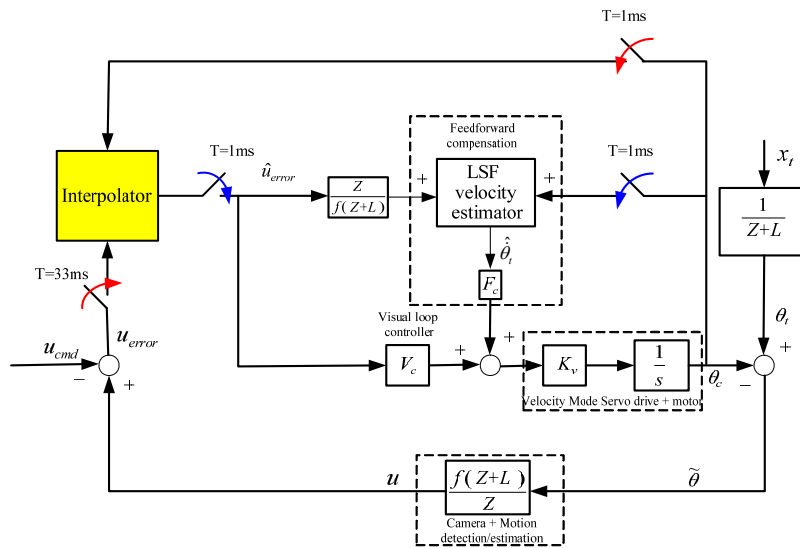 T=1ms
Feedforward
compensation
T=1ms
T=1ms
x_t
Interpolator
û_error
Z
f(Z+L)
+
LSF
velocity
estimator
+
1
Z+L
T=33ms
θ̂̇_t
F_c
Visual loop
controller
θ_t
u_cmd
u_error
−
+
V_c
+
+
K_v
1
s
θ_c
−
+
Velocity Mode Servo drive + motor
u
f(Z+L)
Z
θ̃
Camera + Motion
detection/estimation